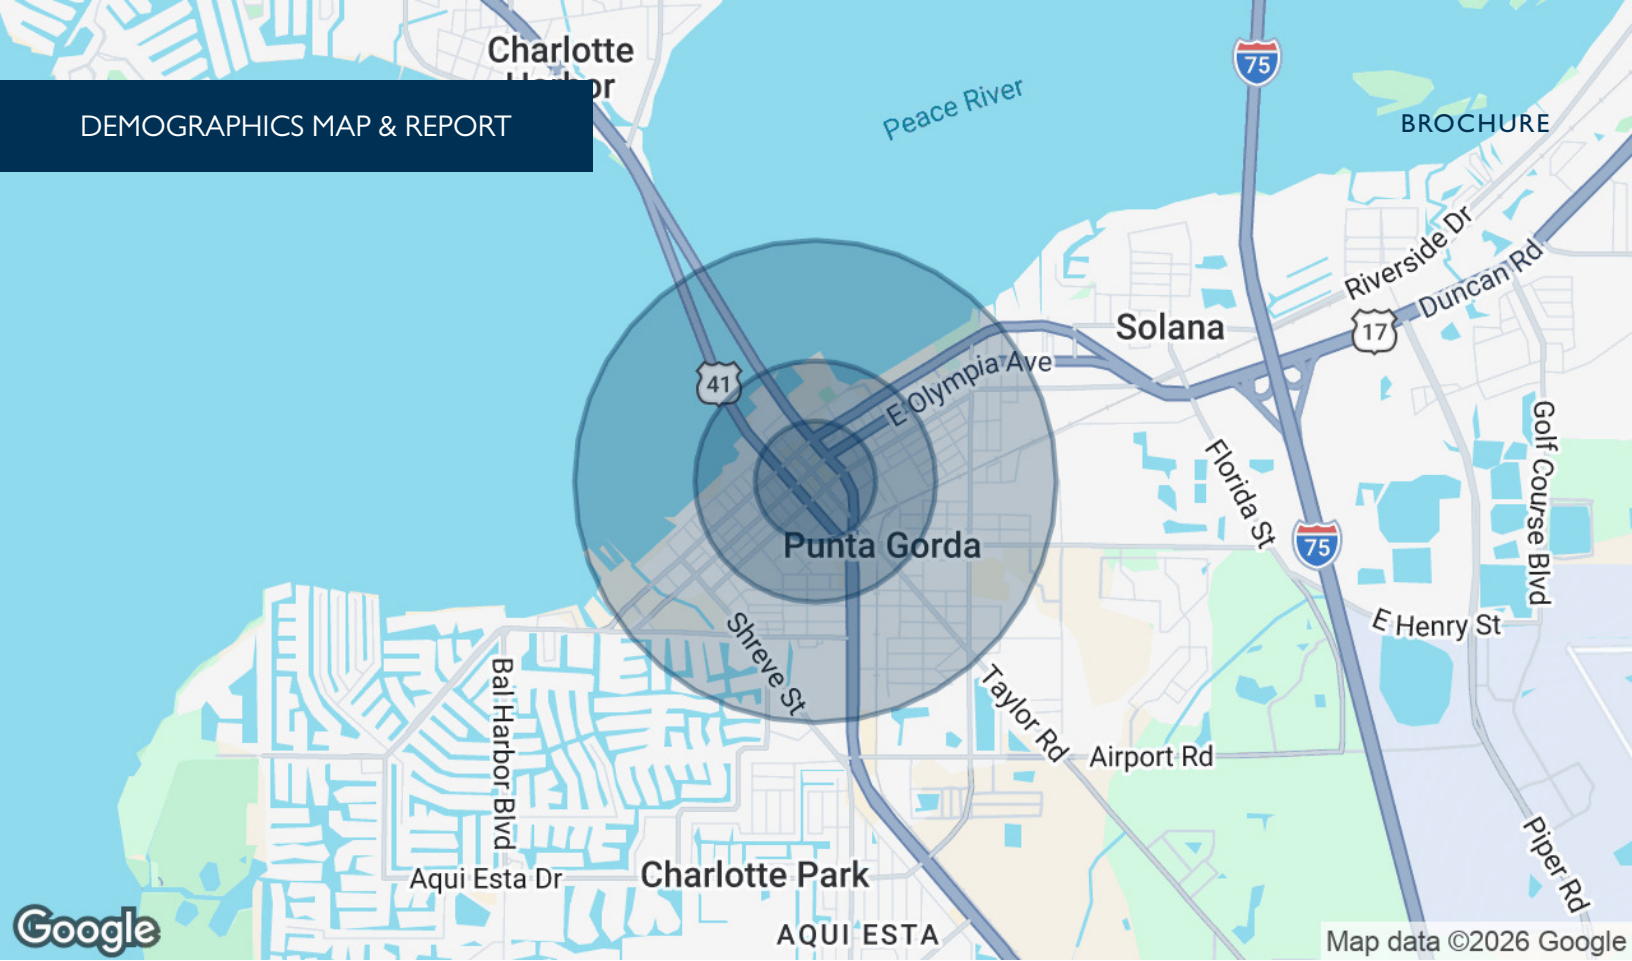 Charlotte
Harbor
DEMOGRAPHICS MAP & REPORT
BROCHURE
Peace River
75
Riverside Dr
Duncan Rd
Solana
17
41
E Olympia Ave
Golf Course Blvd
Florida St
75
Punta Gorda
E Henry St
Shreve St
Bal Harbor Blvd
Taylor Rd
Airport Rd
Piper Rd
Aqui Esta Dr
Charlotte Park
AQUI ESTA
Google
Map data ©2026 Google